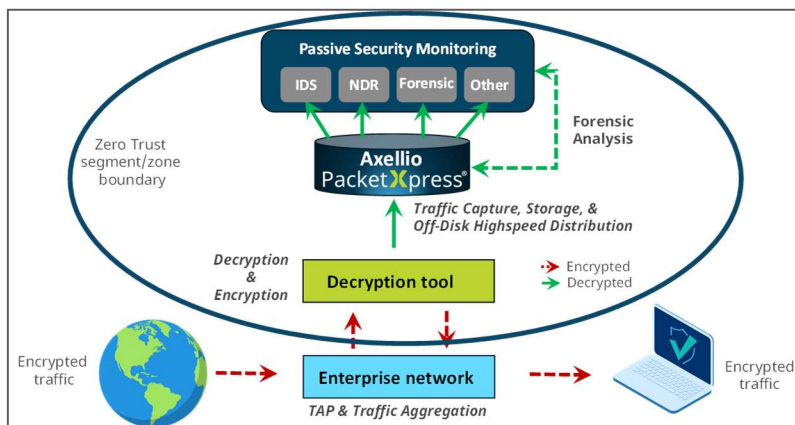 Passive Security Monitoring
IDS
NDR
Forensic
Other
Zero Trust
segment/zone
boundary
Forensic
Analysis
Axellio
PacketXpress®
Traffic Capture, Storage, &
Off-Disk Highspeed Distribution
Decryption
&
Encryption
Decryption tool
Encrypted
Decrypted
Encrypted
traffic
Enterprise network
Encrypted
traffic
TAP & Traffic Aggregation